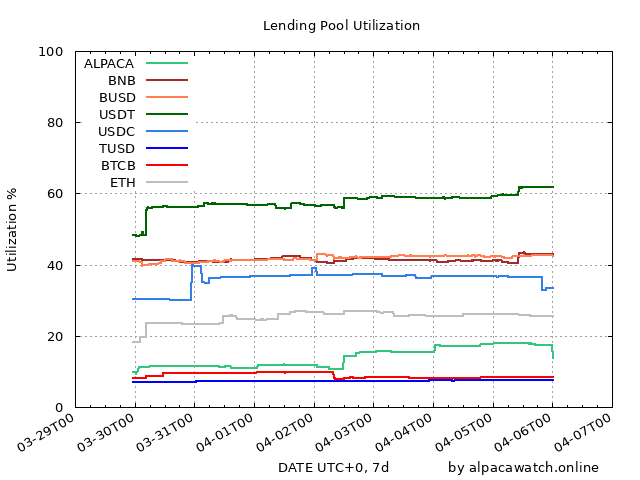 Lending Pool Utilization
Utilization %
100
80
60
40
20
0
ALPACA
BNB
BUSD
USDT
USDC
TUSD
BTCB
ETH
03-29T00
03-30T00
03-31T00
04-01T00
04-02T00
04-03T00
04-04T00
04-05T00
04-06T00
04-07T00
DATE UTC+0, 7d by alpacawatch.online